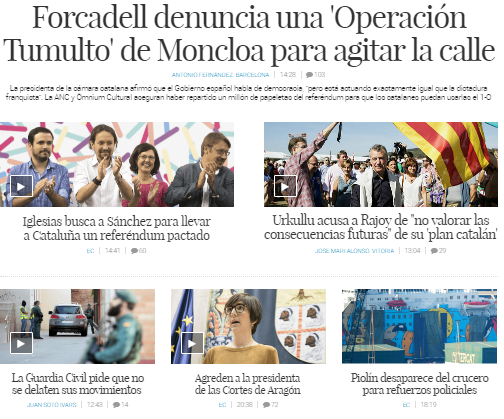 Forcadell denuncia una 'Operación
Tumulto' de Moncloa para agitar la calle
ANTONIO FERNÁNDEZ. BARCELONA | 14:28 | 103
La presidenta de la cámara catalana afirmó que el Gobierno español habla de democracia, "pero está actuando exactamente igual que la dictadura
franquista". La ANC y Òmnium Cultural aseguran haber repartido un millón de papeletas del referéndum para que los catalanes puedan usarlas el 1-O
Iglesias busca a Sánchez para llevar
a Cataluña un referéndum pactado
EC | 14:41 | 60
Urkullu acusa a Rajoy de "no valorar las
consecuencias futuras" de su 'plan catalán'
JOSE MARI ALONSO. VITORIA | 13:04 | 29
La Guardia Civil pide que no
se delaten sus movimientos
JUAN SOTO IVARS | 12:43 | 14
Agreden a la presidenta
de las Cortes de Aragón
EC | 20:38 | 72
Piolín desaparece del crucero
para refuerzos policiales
EC | 18:19